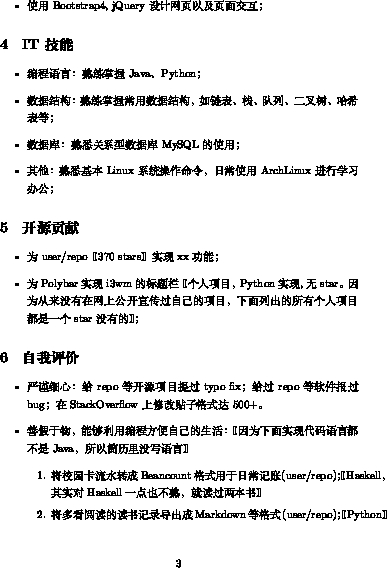 • 使用 Bootstrap4, jQuery 设计网页以及页面交互；
4 IT 技能
• 编程语言：熟练掌握 Java、Python；
• 数据结构：熟练掌握常用数据结构，如链表、栈、队列、二叉树、哈希
表等；
• 数据库：熟悉关系型数据库 MySQL 的使用；
• 其他：熟悉基本 Linux 系统操作命令，日常使用 ArchLinux 进行学习
办公；
5 开源贡献
• 为 user/repo〖370 stars〗实现 xx 功能；
• 为 Polybar 实现 i3wm 的标题栏〖个人项目，Python 实现，无 star。因
为从来没有在网上公开宣传过自己的项目，下面列出的所有个人项目
都是一个 star 没有的〗；
6 自我评价
• 严谨细心：给 repo 等开源项目提过 typo fix；给过 repo 等软件报过
bug；在 StackOverflow 上修改贴子格式达 500+。
• 善假于物，能够利用编程方便自己的生活：〖因为下面实现代码语言都
不是 Java，所以简历里没写语言〗
1. 将校园卡流水转成 Beancount 格式用于日常记账(user/repo);〖Haskell，
其实对 Haskell 一点也不熟，就读过两本书〗
2. 将多看阅读的读书记录导出成 Markdown 等格式 (user/repo);〖Python〗
3